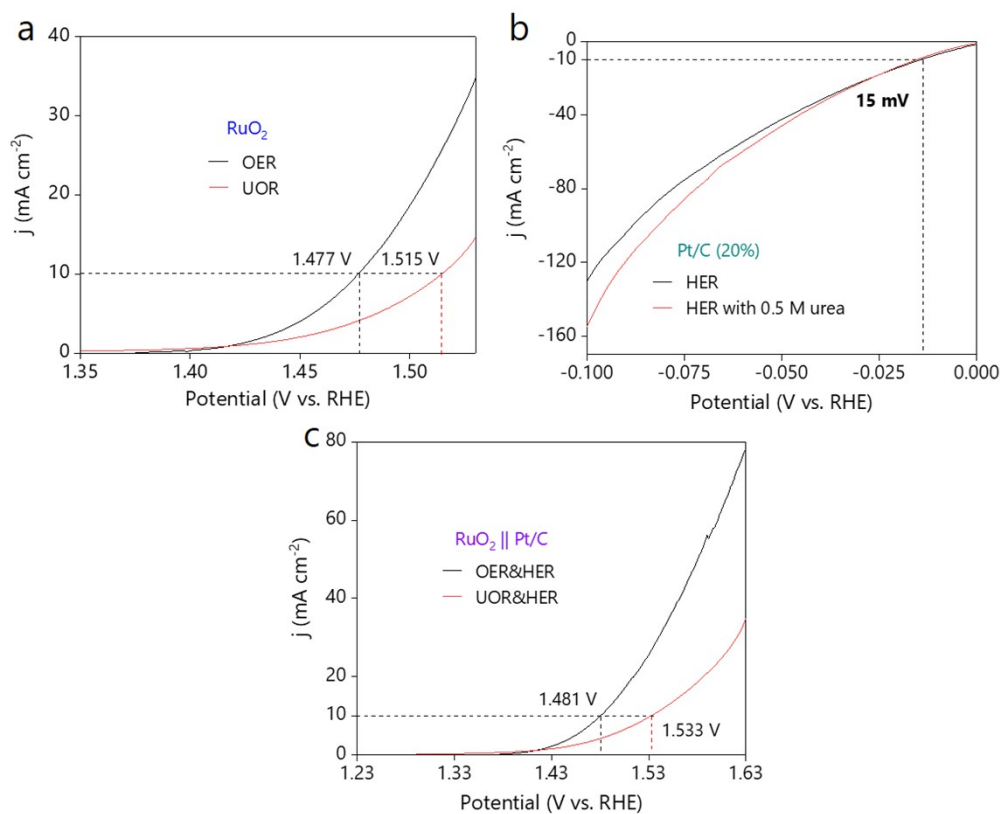 a
40
30
20
10
0
j (mA cm⁻²)
RuO₂
OER
UOR
1.477 V 1.515 V
1.35 1.40 1.45 1.50
Potential (V vs. RHE)
b
0
-10
-40
-80
-120
-160
j (mA cm⁻²)
15 mV
Pt/C (20%)
HER
HER with 0.5 M urea
-0.100 -0.075 -0.050 -0.025 0.000
Potential (V vs. RHE)
c
80
60
40
20
10
0
j (mA cm⁻²)
RuO₂ || Pt/C
OER&HER
UOR&HER
1.481 V
1.533 V
1.23 1.33 1.43 1.53 1.63
Potential (V vs. RHE)